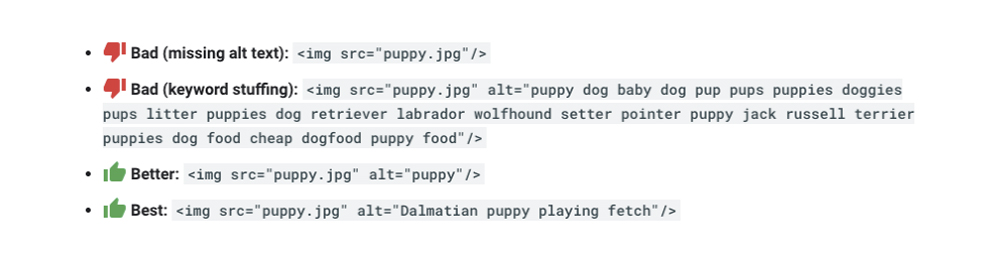 Bad (missing alt text): <img src="puppy.jpg"/>
Bad (keyword stuffing): <img src="puppy.jpg" alt="puppy dog baby dog pup pups puppies doggies
pups litter puppies dog retriever labrador wolfhound setter pointer puppy jack russell terrier
puppies dog food cheap dogfood puppy food"/>
Better: <img src="puppy.jpg" alt="puppy"/>
Best: <img src="puppy.jpg" alt="Dalmatian puppy playing fetch"/>